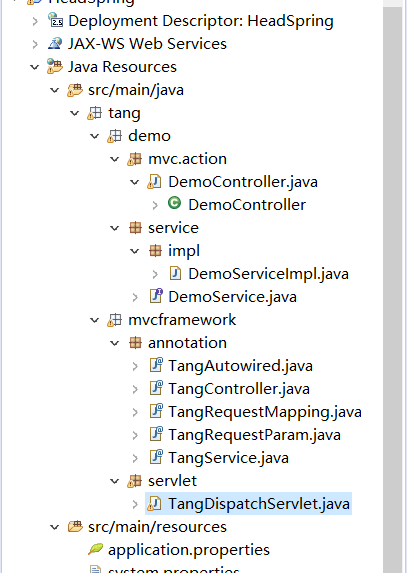 HeadSpring
Deployment Descriptor: HeadSpring
JAX-WS Web Services
Java Resources
src/main/java
tang
demo
mvc.action
DemoController.java
DemoController
service
impl
DemoServiceImpl.java
DemoService.java
mvcframework
annotation
TangAutowired.java
TangController.java
TangRequestMapping.java
TangRequestParam.java
TangService.java
servlet
TangDispatchServlet.java
src/main/resources
application.properties
system.properties